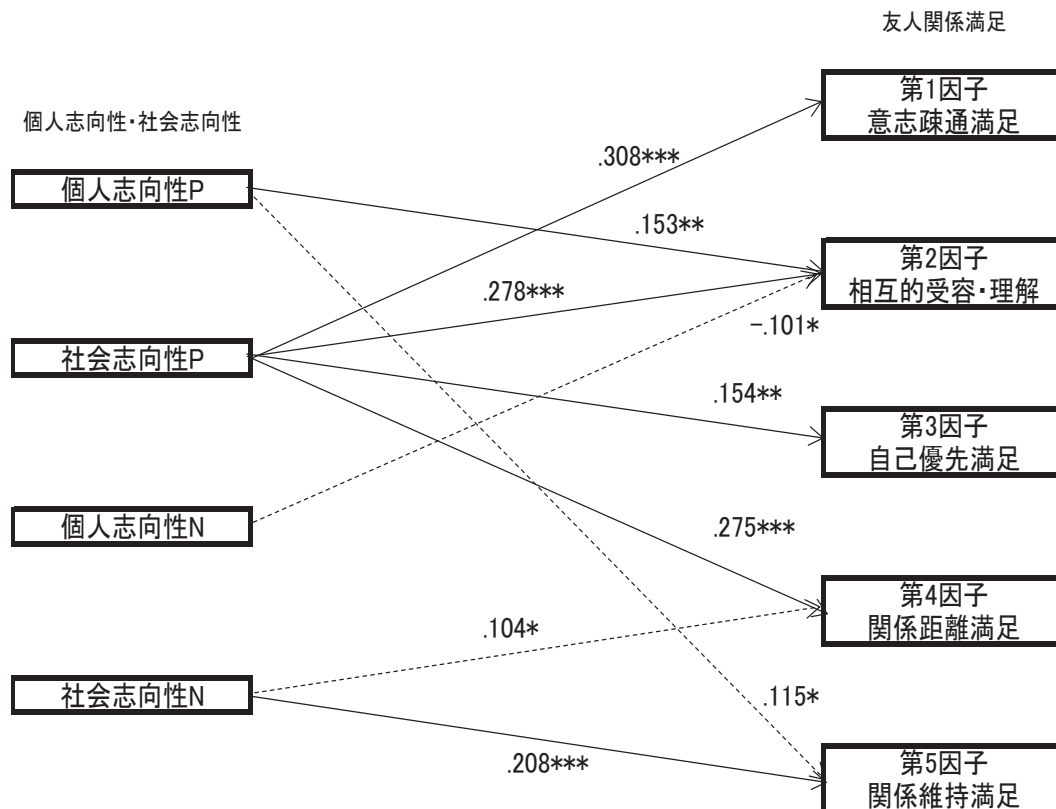 友人関係満足
第1因子
意志疎通満足
個人志向性・社会志向性
.308***
個人志向性P
.153**
第2因子
相互的受容・理解
.278***
-.101*
社会志向性P
.154**
第3因子
自己優先満足
個人志向性N
.275***
第4因子
関係距離満足
.104*
社会志向性N
.115*
.208***
第5因子
関係維持満足